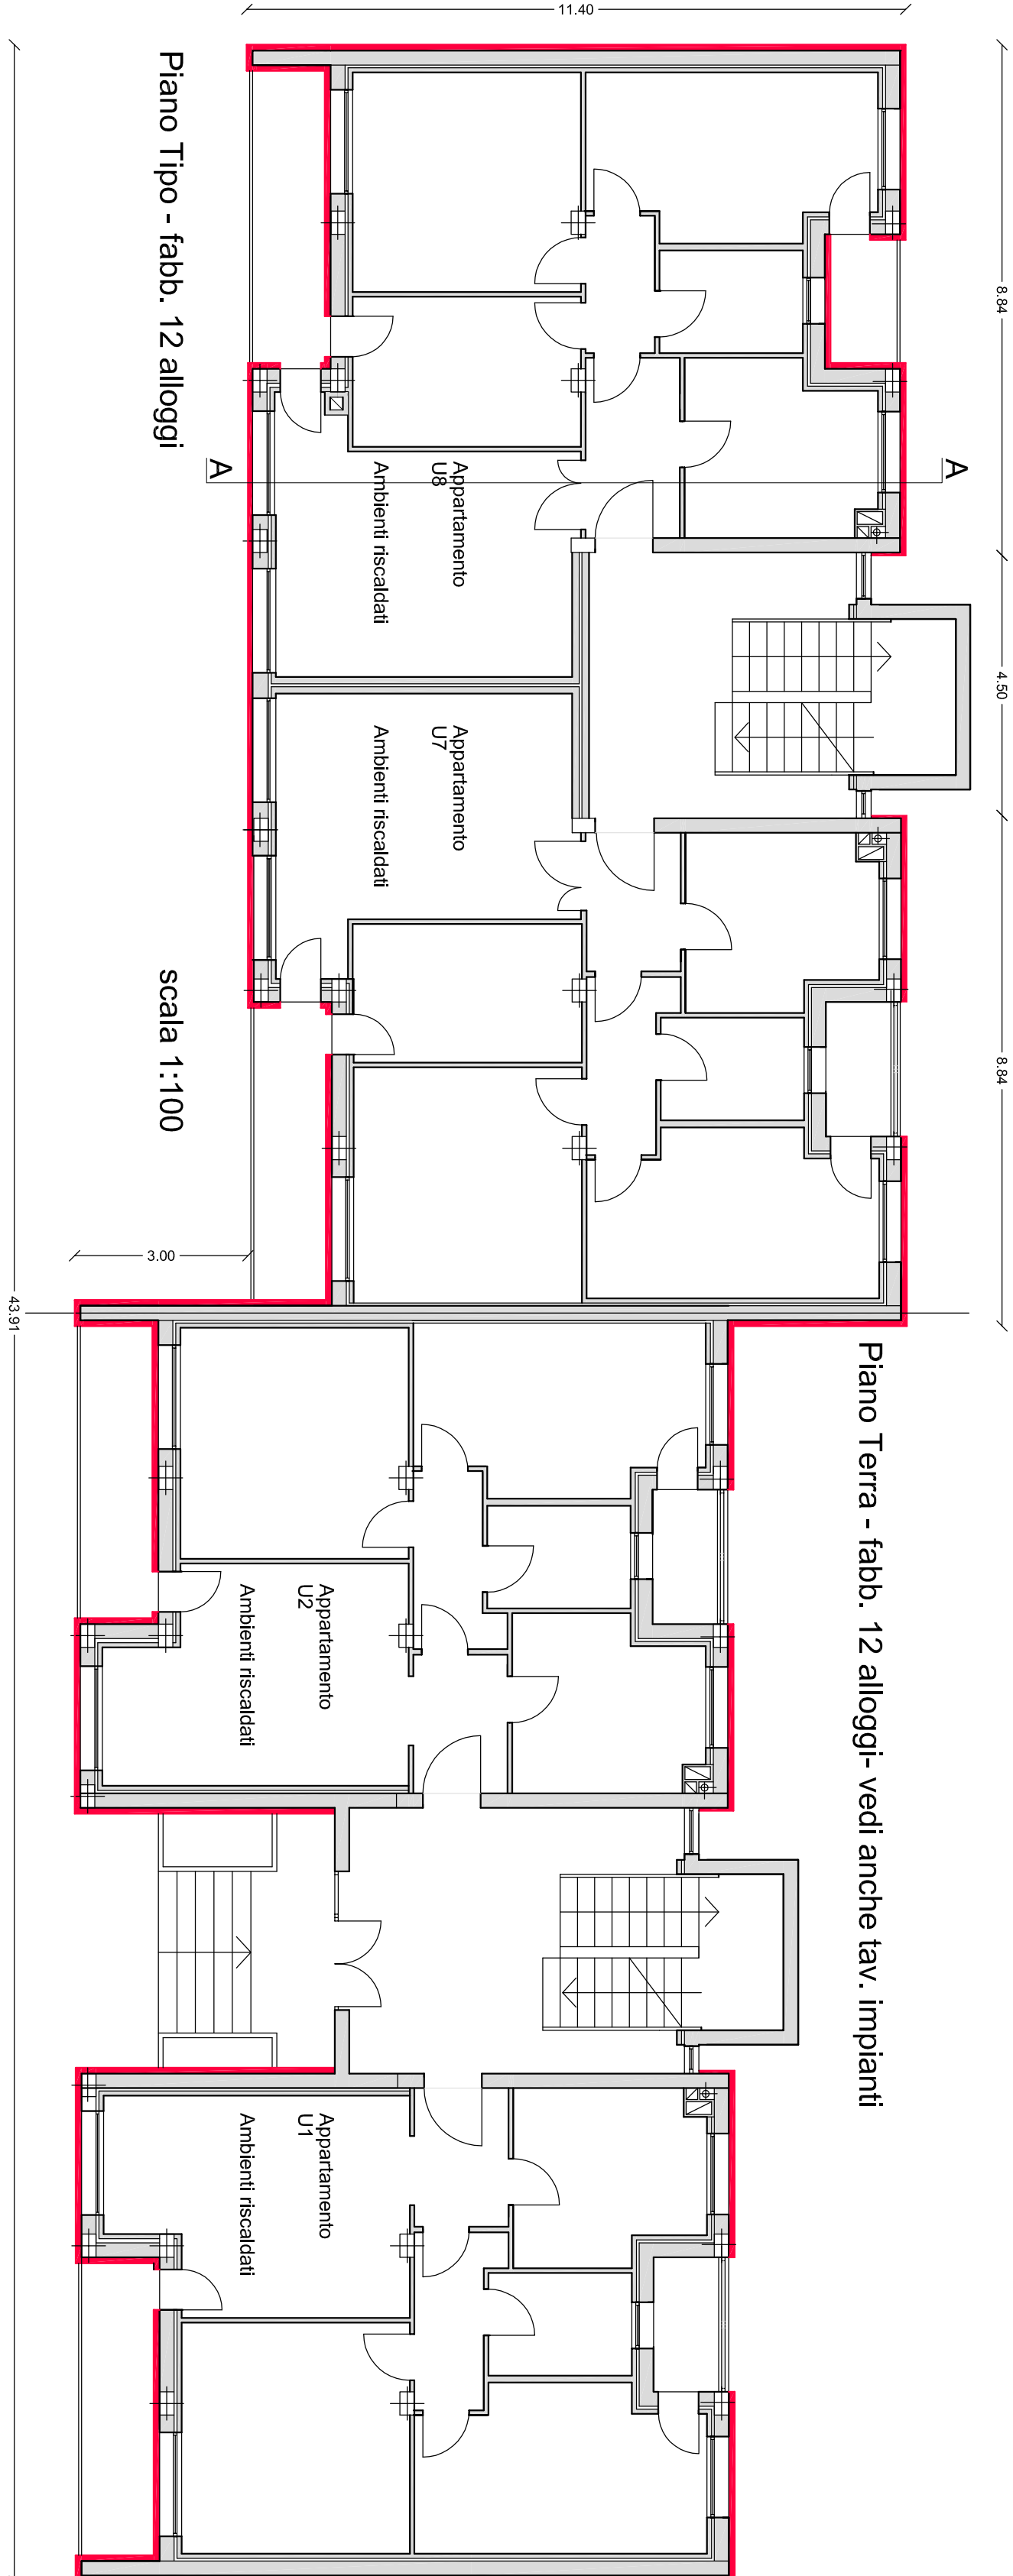 11.40
8.84
4.50
8.84
43.91
3.00
A
A
Piano Tipo - fabb. 12 alloggi
scala 1:100
Appartamento
U8
Ambienti riscaldati
Appartamento
U7
Ambienti riscaldati
Piano Terra - fabb. 12 alloggi- vedi anche tav. impianti
Appartamento
U2
Ambienti riscaldati
Appartamento
U1
Ambienti riscaldati